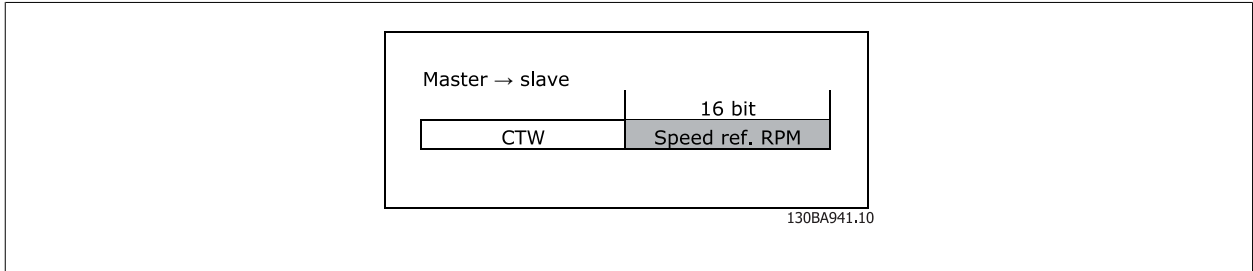 Master → slave
16 bit
CTW Speed ref. RPM
130BA941.10